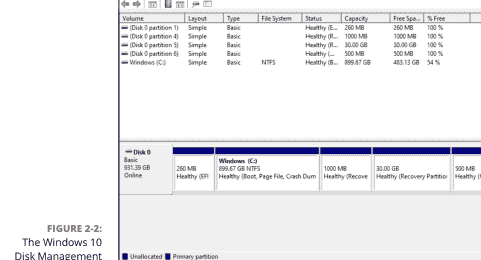 Volume Layout Type File System Status Capacity Free Spa... % Free
(Disk 0 partition 1) Simple Basic Healthy (E... 260 MB 260 MB 100 %
(Disk 0 partition 4) Simple Basic Healthy (R... 1000 MB 1000 MB 100 %
(Disk 0 partition 5) Simple Basic Healthy (R... 30.00 GB 30.00 GB 100 %
(Disk 0 partition 6) Simple Basic Healthy (... 500 MB 500 MB 100 %
Windows (C:) Simple Basic NTFS Healthy (B... 899.67 GB 483.13 GB 54 %
Disk 0
Basic
931.39 GB
Online
260 MB
Healthy (EFI
Windows (C:)
899.67 GB NTFS
Healthy (Boot, Page File, Crash Dum
1000 MB
Healthy (Recove
30.00 GB
Healthy (Recovery Partitio
500 MB
Healthy (
Unallocated Primary partition
FIGURE 2-2:
The Windows 10
Disk Management